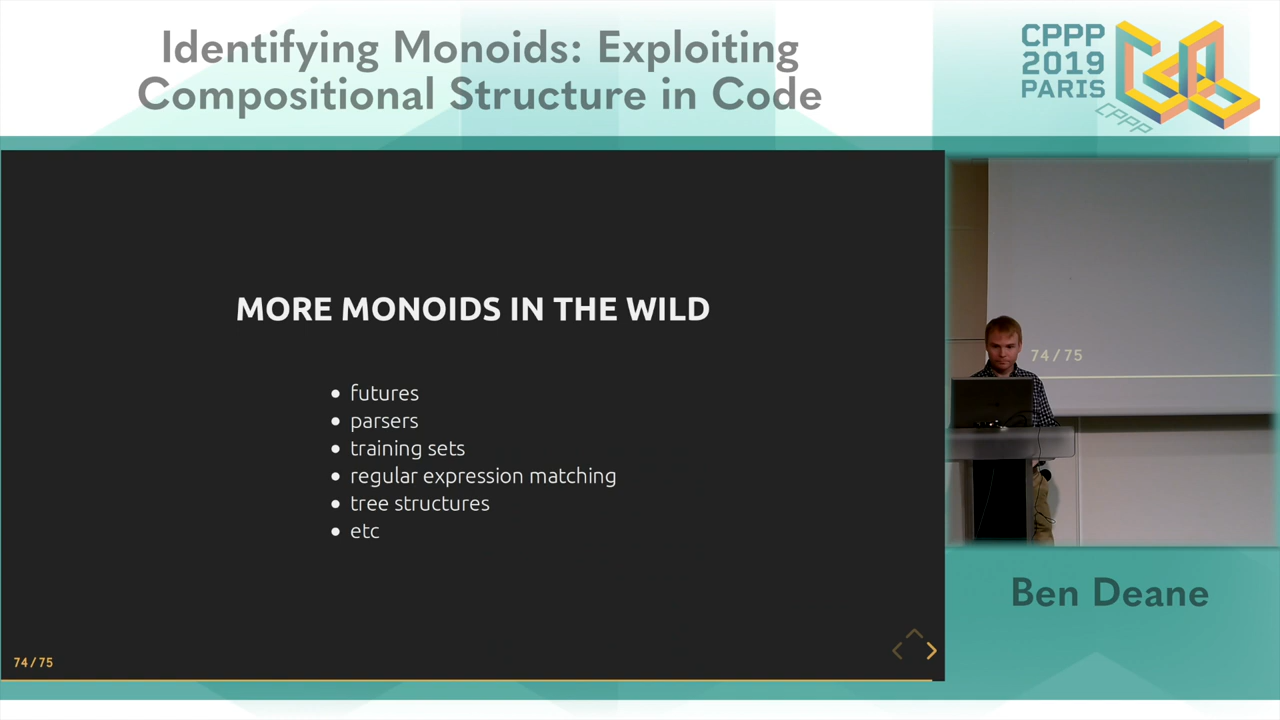 Identifying Monoids: Exploiting
Compositional Structure in Code
CPPP
2019
PARIS
CPPP
MORE MONOIDS IN THE WILD
• futures
• parsers
• training sets
• regular expression matching
• tree structures
• etc
74 / 75
74 / 75
Ben Deane